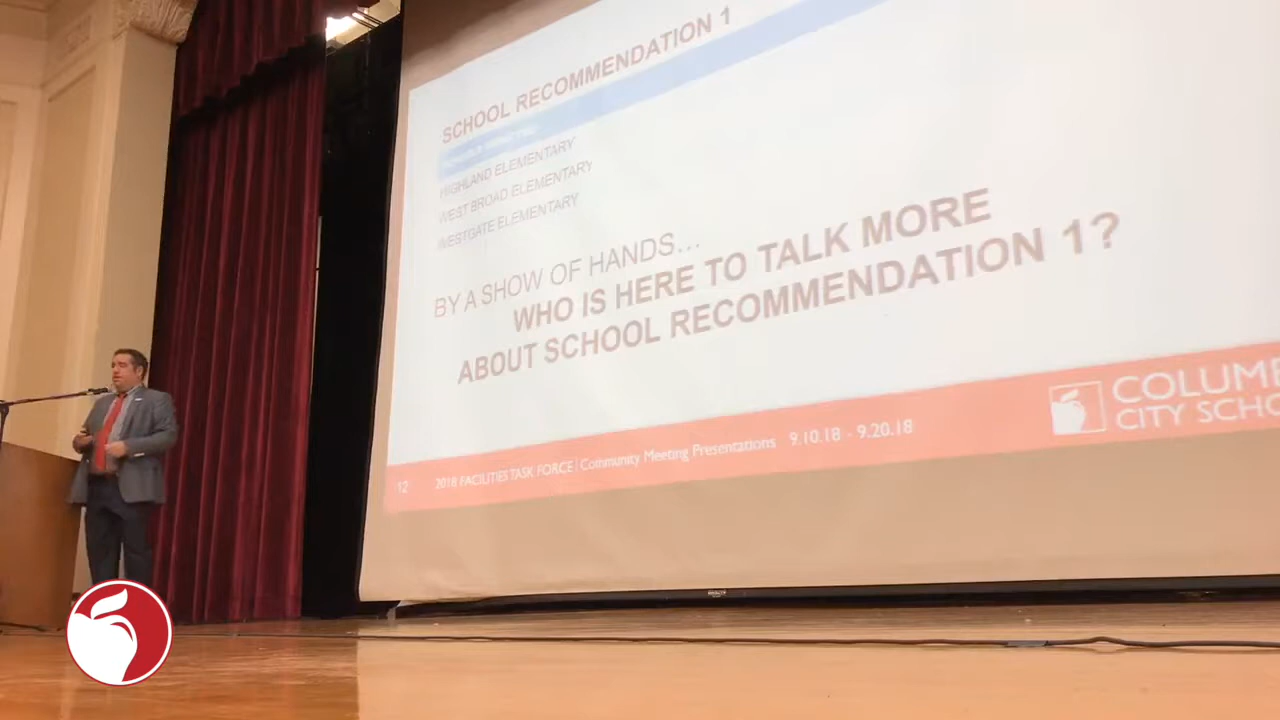 SCHOOL RECOMMENDATION 1
HIGHLAND ELEMENTARY
WEST BROAD ELEMENTARY
WESTGATE ELEMENTARY
BY A SHOW OF HANDS...
WHO IS HERE TO TALK MORE
ABOUT SCHOOL RECOMMENDATION 1?
12 2018 FACILITIES TASK FORCE | Community Meeting Presentations 9.10.18 - 9.20.18
COLUMB
CITY SCHO